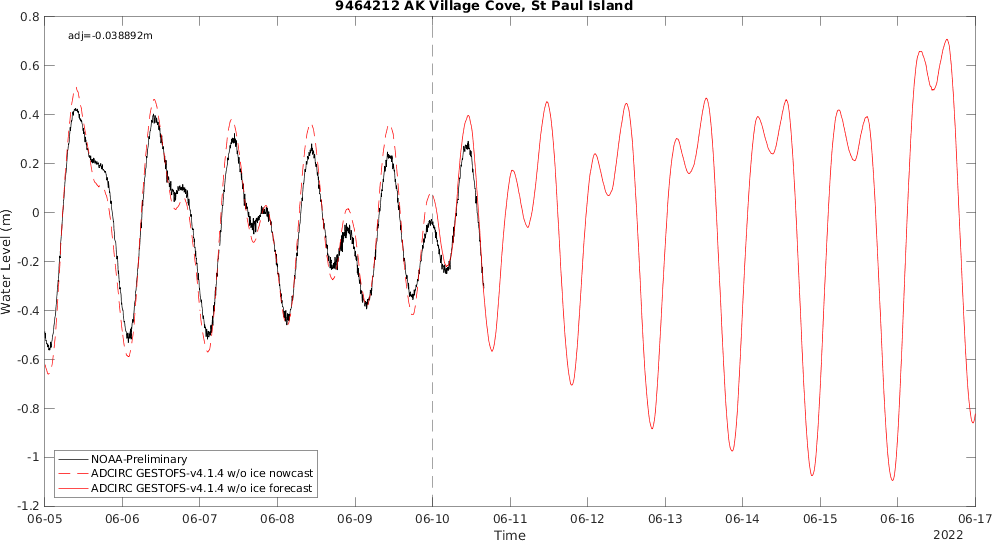 9464212 AK Village Cove, St Paul Island
adj=-0.038892m
0.8
0.6
0.4
0.2
0
-0.2
-0.4
-0.6
-0.8
-1
-1.2
Water Level (m)
NOAA-Preliminary
ADCIRC GESTOFS-v4.1.4 w/o ice nowcast
ADCIRC GESTOFS-v4.1.4 w/o ice forecast
06-05 06-06 06-07 06-08 06-09 06-10 06-11 06-12 06-13 06-14 06-15 06-16 06-17
Time
2022